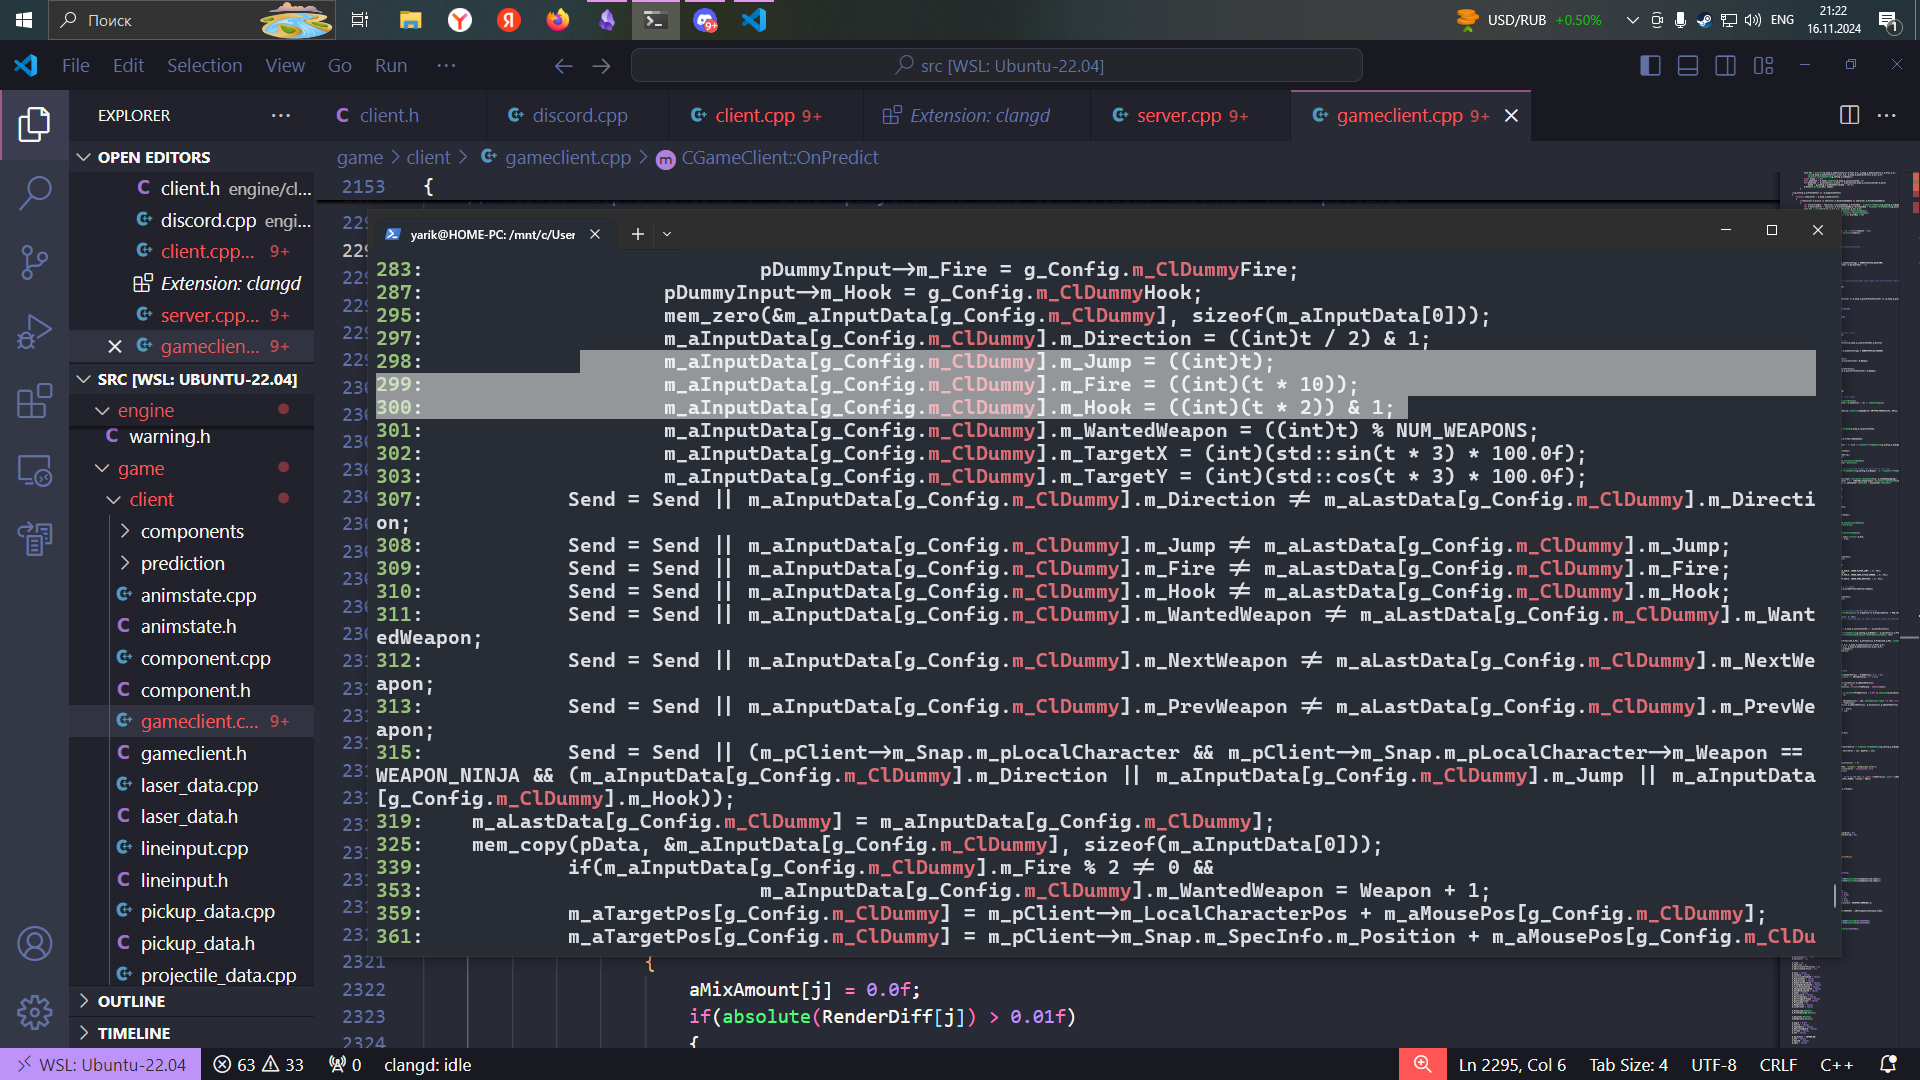 Поиск
USD/RUB +0.50%
ENG
21:22
16.11.2024
File Edit Selection View Go Run ···
src [WSL: Ubuntu-22.04]
EXPLORER
client.h
discord.cpp
client.cpp 9+
Extension: clangd
server.cpp 9+
gameclient.cpp 9+
OPEN EDITORS
client.h engine/cl...
discord.cpp engi...
client.cpp... 9+
Extension: clangd
server.cpp... 9+
gameclien... 9+
SRC [WSL: UBUNTU-22.04]
engine
warning.h
game
client
components
prediction
animstate.cpp
animstate.h
component.cpp
component.h
gameclient.c... 9+
gameclient.h
laser_data.cpp
laser_data.h
lineinput.cpp
lineinput.h
pickup_data.cpp
pickup_data.h
projectile_data.cpp
OUTLINE
TIMELINE
game > client > gameclient.cpp > CGameClient::OnPredict
2153 {
yarik@HOME-PC: /mnt/c/User
283: pDummyInput->m_Fire = g_Config.m_ClDummyFire;
287: pDummyInput->m_Hook = g_Config.m_ClDummyHook;
295: mem_zero(&m_aInputData[g_Config.m_ClDummy], sizeof(m_aInputData[0]));
297: m_aInputData[g_Config.m_ClDummy].m_Direction = ((int)t / 2) & 1;
298: m_aInputData[g_Config.m_ClDummy].m_Jump = ((int)t);
299: m_aInputData[g_Config.m_ClDummy].m_Fire = ((int)(t * 10));
300: m_aInputData[g_Config.m_ClDummy].m_Hook = ((int)(t * 2)) & 1;
301: m_aInputData[g_Config.m_ClDummy].m_WantedWeapon = ((int)t) % NUM_WEAPONS;
302: m_aInputData[g_Config.m_ClDummy].m_TargetX = (int)(std::sin(t * 3) * 100.0f);
303: m_aInputData[g_Config.m_ClDummy].m_TargetY = (int)(std::cos(t * 3) * 100.0f);
307: Send = Send || m_aInputData[g_Config.m_ClDummy].m_Direction != m_aLastData[g_Config.m_ClDummy].m_Directi
on;
308: Send = Send || m_aInputData[g_Config.m_ClDummy].m_Jump != m_aLastData[g_Config.m_ClDummy].m_Jump;
309: Send = Send || m_aInputData[g_Config.m_ClDummy].m_Fire != m_aLastData[g_Config.m_ClDummy].m_Fire;
310: Send = Send || m_aInputData[g_Config.m_ClDummy].m_Hook != m_aLastData[g_Config.m_ClDummy].m_Hook;
311: Send = Send || m_aInputData[g_Config.m_ClDummy].m_WantedWeapon != m_aLastData[g_Config.m_ClDummy].m_Want
edWeapon;
312: Send = Send || m_aInputData[g_Config.m_ClDummy].m_NextWeapon != m_aLastData[g_Config.m_ClDummy].m_NextWe
apon;
313: Send = Send || m_aInputData[g_Config.m_ClDummy].m_PrevWeapon != m_aLastData[g_Config.m_ClDummy].m_PrevWe
apon;
315: Send = Send || (m_pClient->m_Snap.m_pLocalCharacter && m_pClient->m_Snap.m_pLocalCharacter->m_Weapon ==
WEAPON_NINJA && (m_aInputData[g_Config.m_ClDummy].m_Direction || m_aInputData[g_Config.m_ClDummy].m_Jump || m_aInputData
[g_Config.m_ClDummy].m_Hook));
319: m_aLastData[g_Config.m_ClDummy] = m_aInputData[g_Config.m_ClDummy];
325: mem_copy(pData, &m_aInputData[g_Config.m_ClDummy], sizeof(m_aInputData[0]));
339: if(m_aInputData[g_Config.m_ClDummy].m_Fire % 2 != 0 &&
353: m_aInputData[g_Config.m_ClDummy].m_WantedWeapon = Weapon + 1;
359: m_aTargetPos[g_Config.m_ClDummy] = m_pClient->m_LocalCharacterPos + m_aMousePos[g_Config.m_ClDummy];
361: m_aTargetPos[g_Config.m_ClDummy] = m_pClient->m_Snap.m_SpecInfo.m_Position + m_aMousePos[g_Config.m_ClDu
2321 {
2322 aMixAmount[j] = 0.0f;
2323 if(absolute(RenderDiff[j]) > 0.01f)
2324 {
WSL: Ubuntu-22.04 63 33 0 clangd: idle
Ln 2295, Col 6 Tab Size: 4 UTF-8 CRLF C++